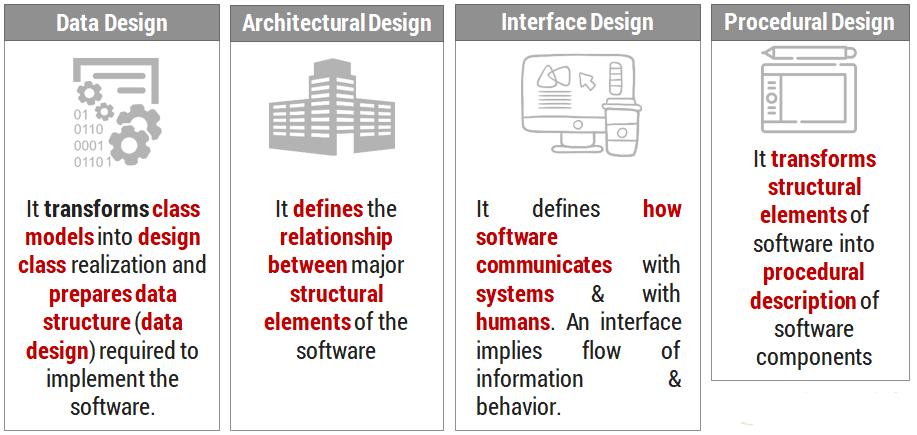 Data Design
01
0110
0001
01101
It transforms class
models into design
class realization and
prepares data
structure (data
design) required to
implement the
software.
Architectural Design
It defines the
relationship
between major
structural
elements of the
software
Interface Design
It defines how
software
communicates with
systems & with
humans. An interface
implies flow of
information &
behavior.
Procedural Design
It transforms
structural
elements of
software into
procedural
description of
software
components